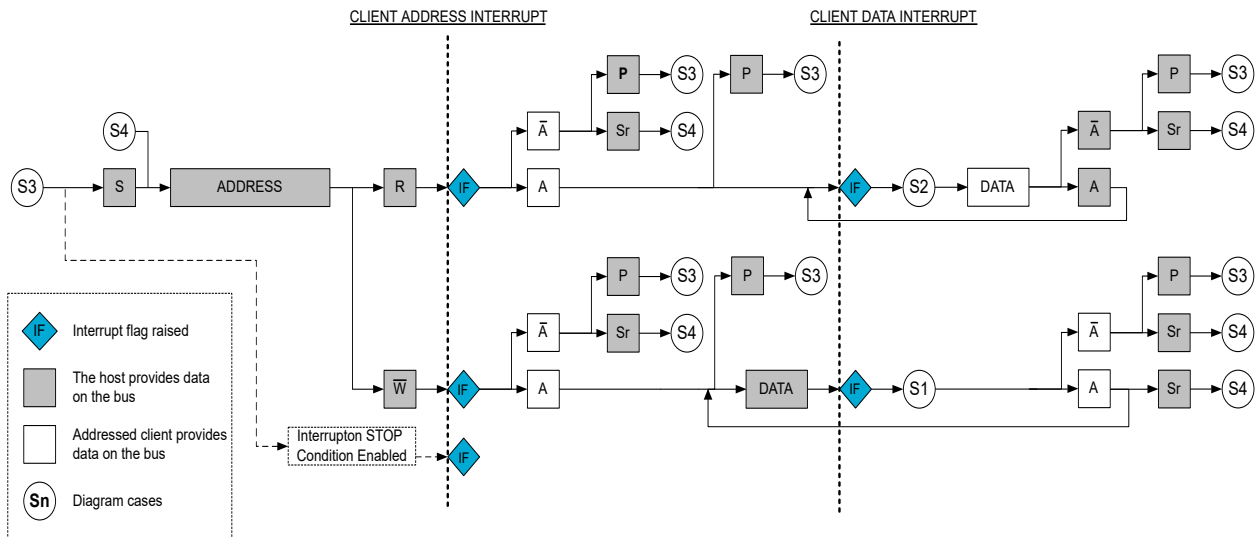 CLIENT ADDRESS INTERRUPT
CLIENT DATA INTERRUPT
P
S3
P
S3
P
S3
S4
A̅
Sr
S4
A̅
Sr
S4
S3
S
ADDRESS
R
IF
A
IF
S2
DATA
A
P
S3
P
S3
P
S3
A̅
Sr
S4
A̅
Sr
S4
W̅
IF
A
DATA
IF
S1
A
Sr
S4
Interrupton STOP
Condition Enabled
IF
IF
Interrupt flag raised
The host provides data
on the bus
Addressed client provides
data on the bus
Sn
Diagram cases